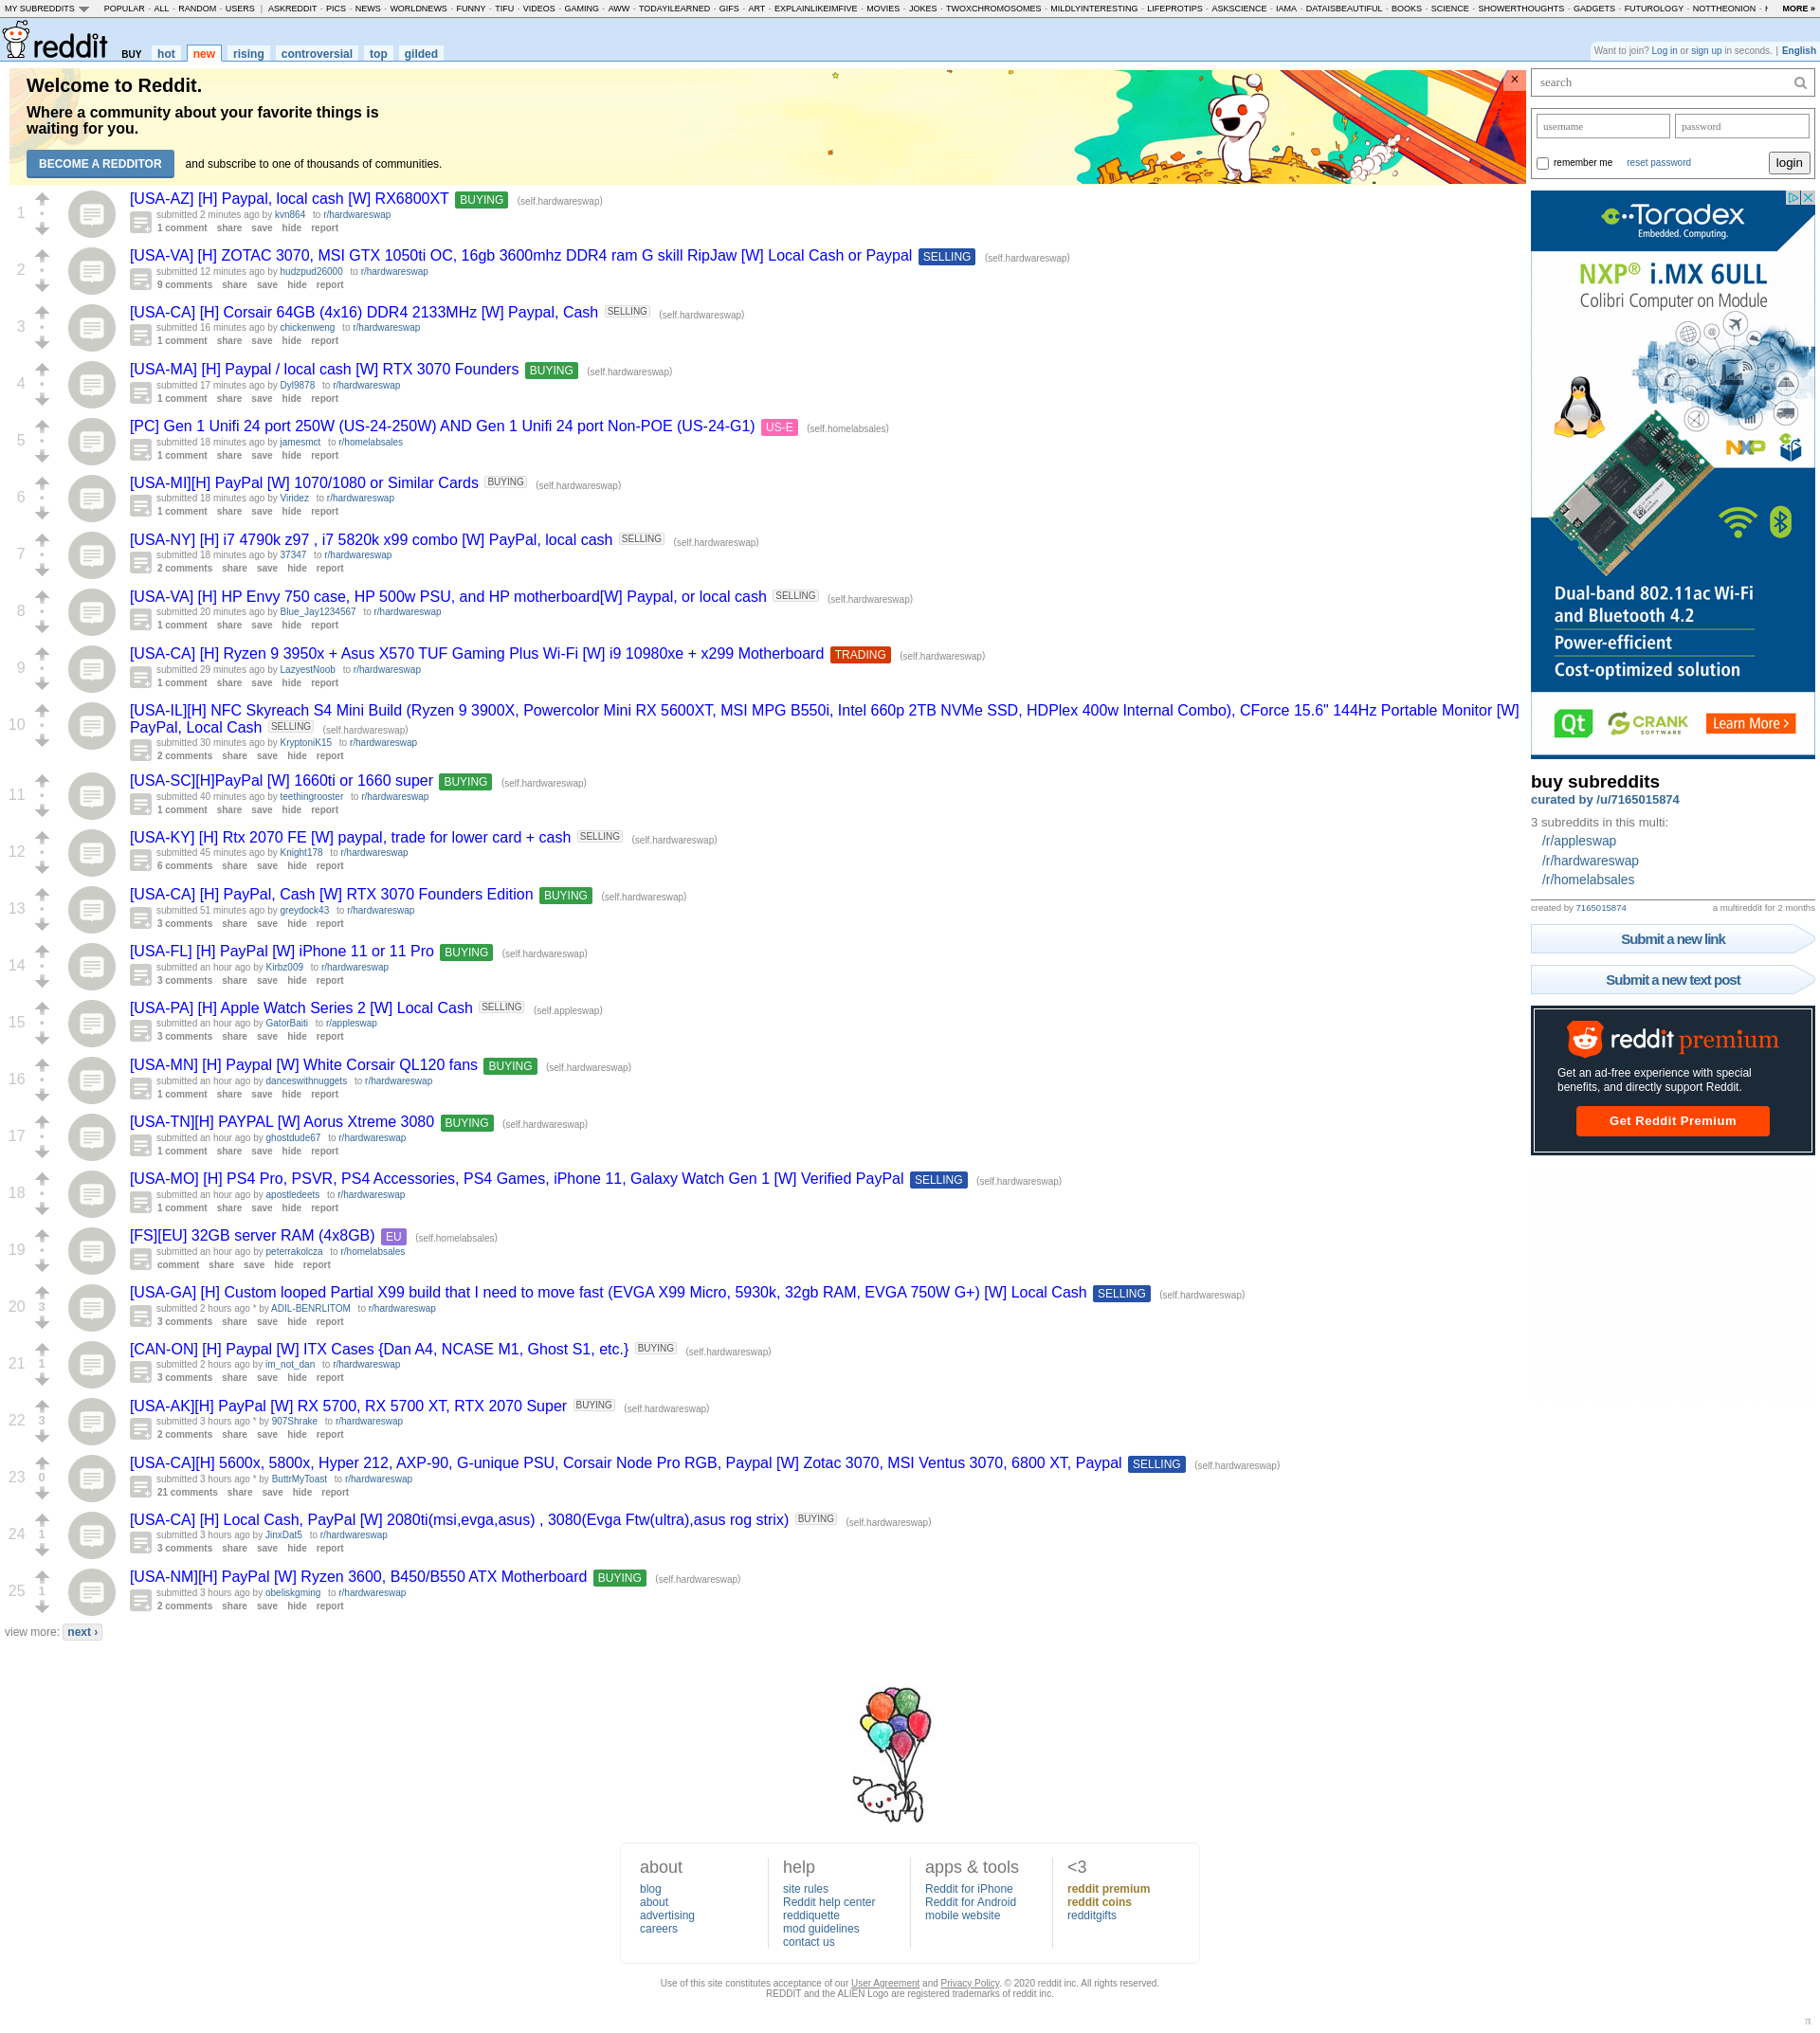 MY SUBREDDITS POPULAR - ALL - RANDOM - USERS | ASKREDDIT - PICS - NEWS - WORLDNEWS - FUNNY - TIFU - VIDEOS - GAMING - AWW - TODAYILEARNED - GIFS - ART - EXPLAINLIKEIMFIVE - MOVIES - JOKES - TWOXCHROMOSOMES - MILDLYINTERESTING - LIFEPROTIPS - ASKSCIENCE - IAMA - DATAISBEAUTIFUL - BOOKS - SCIENCE - SHOWERTHOUGHTS - GADGETS - FUTUROLOGY - NOTTHEONION - MORE »
reddit BUY hot new rising controversial top gilded
Want to join? Log in or sign up in seconds. | English
Welcome to Reddit.
Where a community about your favorite things is
waiting for you.
BECOME A REDDITOR and subscribe to one of thousands of communities.
×
1
[USA-AZ] [H] Paypal, local cash [W] RX6800XT BUYING (self.hardwareswap)
submitted 2 minutes ago by kvn864 to r/hardwareswap
1 comment share save hide report
2
[USA-VA] [H] ZOTAC 3070, MSI GTX 1050ti OC, 16gb 3600mhz DDR4 ram G skill RipJaw [W] Local Cash or Paypal SELLING (self.hardwareswap)
submitted 12 minutes ago by hudzpud26000 to r/hardwareswap
9 comments share save hide report
3
[USA-CA] [H] Corsair 64GB (4x16) DDR4 2133MHz [W] Paypal, Cash SELLING (self.hardwareswap)
submitted 16 minutes ago by chickenweng to r/hardwareswap
1 comment share save hide report
4
[USA-MA] [H] Paypal / local cash [W] RTX 3070 Founders BUYING (self.hardwareswap)
submitted 17 minutes ago by Dyl9878 to r/hardwareswap
1 comment share save hide report
5
[PC] Gen 1 Unifi 24 port 250W (US-24-250W) AND Gen 1 Unifi 24 port Non-POE (US-24-G1) US-E (self.homelabsales)
submitted 18 minutes ago by jamesmct to r/homelabsales
1 comment share save hide report
6
[USA-MI][H] PayPal [W] 1070/1080 or Similar Cards BUYING (self.hardwareswap)
submitted 18 minutes ago by Viridez to r/hardwareswap
1 comment share save hide report
7
[USA-NY] [H] i7 4790k z97 , i7 5820k x99 combo [W] PayPal, local cash SELLING (self.hardwareswap)
submitted 18 minutes ago by 37347 to r/hardwareswap
2 comments share save hide report
8
[USA-VA] [H] HP Envy 750 case, HP 500w PSU, and HP motherboard[W] Paypal, or local cash SELLING (self.hardwareswap)
submitted 20 minutes ago by Blue_Jay1234567 to r/hardwareswap
1 comment share save hide report
9
[USA-CA] [H] Ryzen 9 3950x + Asus X570 TUF Gaming Plus Wi-Fi [W] i9 10980xe + x299 Motherboard TRADING (self.hardwareswap)
submitted 29 minutes ago by LazyestNoob to r/hardwareswap
1 comment share save hide report
10
[USA-IL][H] NFC Skyreach S4 Mini Build (Ryzen 9 3900X, Powercolor Mini RX 5600XT, MSI MPG B550i, Intel 660p 2TB NVMe SSD, HDPlex 400w Internal Combo), CForce 15.6" 144Hz Portable Monitor [W]
PayPal, Local Cash SELLING (self.hardwareswap)
submitted 30 minutes ago by KryptoniK15 to r/hardwareswap
2 comments share save hide report
11
[USA-SC][H]PayPal [W] 1660ti or 1660 super BUYING (self.hardwareswap)
submitted 40 minutes ago by teethingrooster to r/hardwareswap
1 comment share save hide report
12
[USA-KY] [H] Rtx 2070 FE [W] paypal, trade for lower card + cash SELLING (self.hardwareswap)
submitted 45 minutes ago by Knight178 to r/hardwareswap
6 comments share save hide report
13
[USA-CA] [H] PayPal, Cash [W] RTX 3070 Founders Edition BUYING (self.hardwareswap)
submitted 51 minutes ago by greydock43 to r/hardwareswap
3 comments share save hide report
14
[USA-FL] [H] PayPal [W] iPhone 11 or 11 Pro BUYING (self.hardwareswap)
submitted an hour ago by Kirbz009 to r/hardwareswap
3 comments share save hide report
15
[USA-PA] [H] Apple Watch Series 2 [W] Local Cash SELLING (self.appleswap)
submitted an hour ago by GatorBaiti to r/appleswap
3 comments share save hide report
16
[USA-MN] [H] Paypal [W] White Corsair QL120 fans BUYING (self.hardwareswap)
submitted an hour ago by danceswithnuggets to r/hardwareswap
1 comment share save hide report
17
[USA-TN][H] PAYPAL [W] Aorus Xtreme 3080 BUYING (self.hardwareswap)
submitted an hour ago by ghostdude67 to r/hardwareswap
1 comment share save hide report
18
[USA-MO] [H] PS4 Pro, PSVR, PS4 Accessories, PS4 Games, iPhone 11, Galaxy Watch Gen 1 [W] Verified PayPal SELLING (self.hardwareswap)
submitted an hour ago by apostledeets to r/hardwareswap
1 comment share save hide report
19
[FS][EU] 32GB server RAM (4x8GB) EU (self.homelabsales)
submitted an hour ago by peterrakolcza to r/homelabsales
comment share save hide report
20 3
[USA-GA] [H] Custom looped Partial X99 build that I need to move fast (EVGA X99 Micro, 5930k, 32gb RAM, EVGA 750W G+) [W] Local Cash SELLING (self.hardwareswap)
submitted 2 hours ago * by ADIL-BENRLITOM to r/hardwareswap
3 comments share save hide report
21 1
[CAN-ON] [H] Paypal [W] ITX Cases {Dan A4, NCASE M1, Ghost S1, etc.} BUYING (self.hardwareswap)
submitted 2 hours ago by im_not_dan to r/hardwareswap
3 comments share save hide report
22 3
[USA-AK][H] PayPal [W] RX 5700, RX 5700 XT, RTX 2070 Super BUYING (self.hardwareswap)
submitted 3 hours ago * by 907Shrake to r/hardwareswap
2 comments share save hide report
23 0
[USA-CA][H] 5600x, 5800x, Hyper 212, AXP-90, G-unique PSU, Corsair Node Pro RGB, Paypal [W] Zotac 3070, MSI Ventus 3070, 6800 XT, Paypal SELLING (self.hardwareswap)
submitted 3 hours ago * by ButtrMyToast to r/hardwareswap
21 comments share save hide report
24 1
[USA-CA] [H] Local Cash, PayPal [W] 2080ti(msi,evga,asus) , 3080(Evga Ftw(ultra),asus rog strix) BUYING (self.hardwareswap)
submitted 3 hours ago by JinxDat5 to r/hardwareswap
3 comments share save hide report
25 1
[USA-NM][H] PayPal [W] Ryzen 3600, B450/B550 ATX Motherboard BUYING (self.hardwareswap)
submitted 3 hours ago by obeliskgming to r/hardwareswap
2 comments share save hide report
view more: next ›
search
username password
remember me reset password login
Toradex
Embedded. Computing.
NXP® i.MX 6ULL
Colibri Computer on Module
NXP
Dual-band 802.11ac Wi-Fi
and Bluetooth 4.2
Power-efficient
Cost-optimized solution
Qt CRANK SOFTWARE Learn More >
buy subreddits
curated by /u/7165015874
3 subreddits in this multi:
/r/appleswap
/r/hardwareswap
/r/homelabsales
created by 7165015874 a multireddit for 2 months
Submit a new link
Submit a new text post
reddit premium
Get an ad-free experience with special
benefits, and directly support Reddit.
Get Reddit Premium
about
blog
about
advertising
careers
help
site rules
Reddit help center
reddiquette
mod guidelines
contact us
apps & tools
Reddit for iPhone
Reddit for Android
mobile website
<3
reddit premium
reddit coins
redditgifts
Use of this site constitutes acceptance of our User Agreement and Privacy Policy. © 2020 reddit inc. All rights reserved.
REDDIT and the ALIEN Logo are registered trademarks of reddit inc.
π